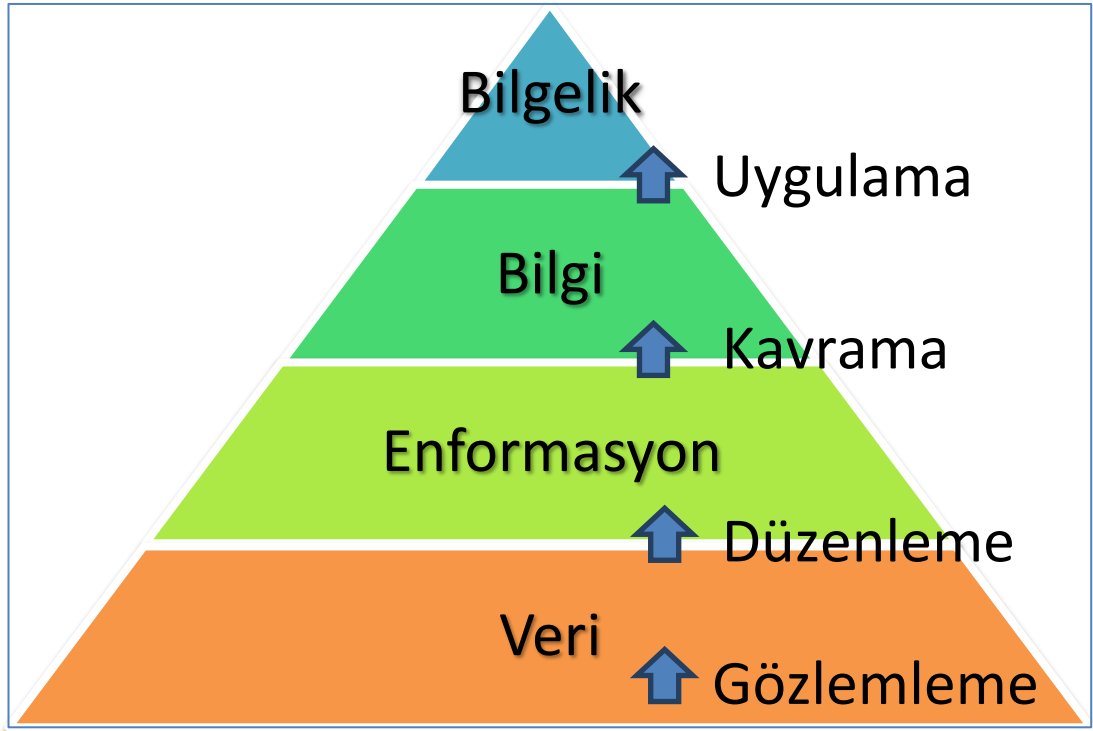 Bilgelik
Uygulama
Bilgi
Kavrama
Enformasyon
Düzenleme
Veri
Gözlemleme